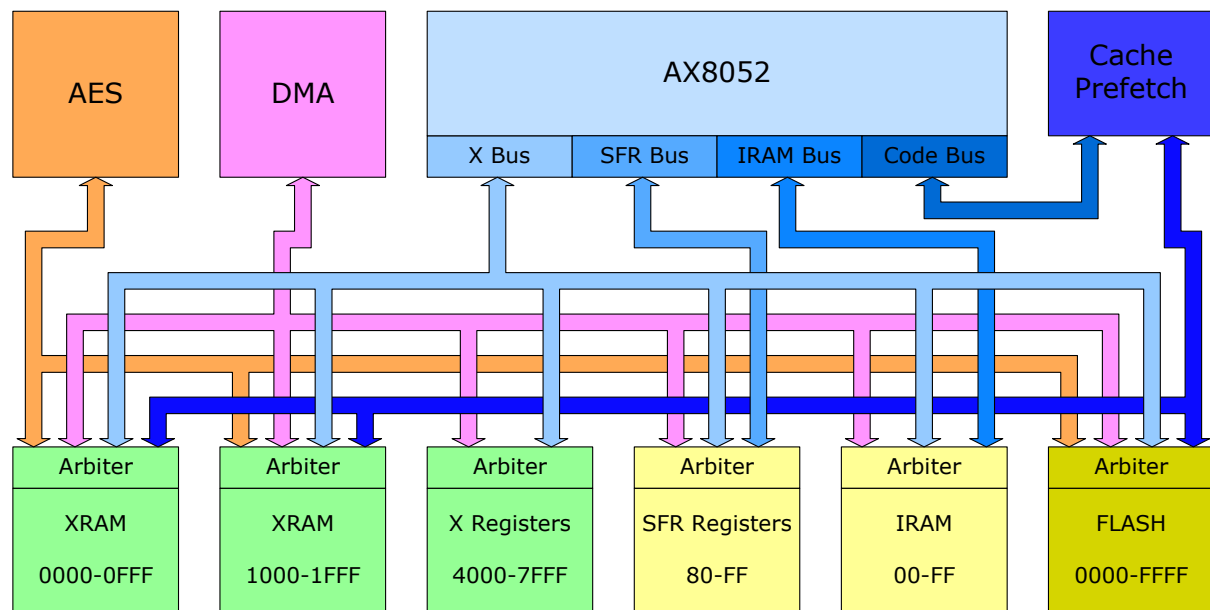 AES
DMA
AX8052
Cache
Prefetch
X Bus
SFR Bus
IRAM Bus
Code Bus
Arbiter
Arbiter
Arbiter
Arbiter
Arbiter
Arbiter
XRAM
XRAM
X Registers
SFR Registers
IRAM
FLASH
0000-0FFF
1000-1FFF
4000-7FFF
80-FF
00-FF
0000-FFFF